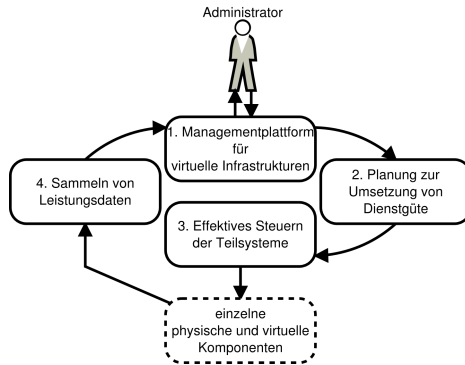 Administrator
1. Managementplattform
für
virtuelle Infrastrukturen
2. Planung zur
Umsetzung von
Dienstgüte
4. Sammeln von
Leistungsdaten
3. Effektives Steuern
der Teilsysteme
einzelne
physische und virtuelle
Komponenten